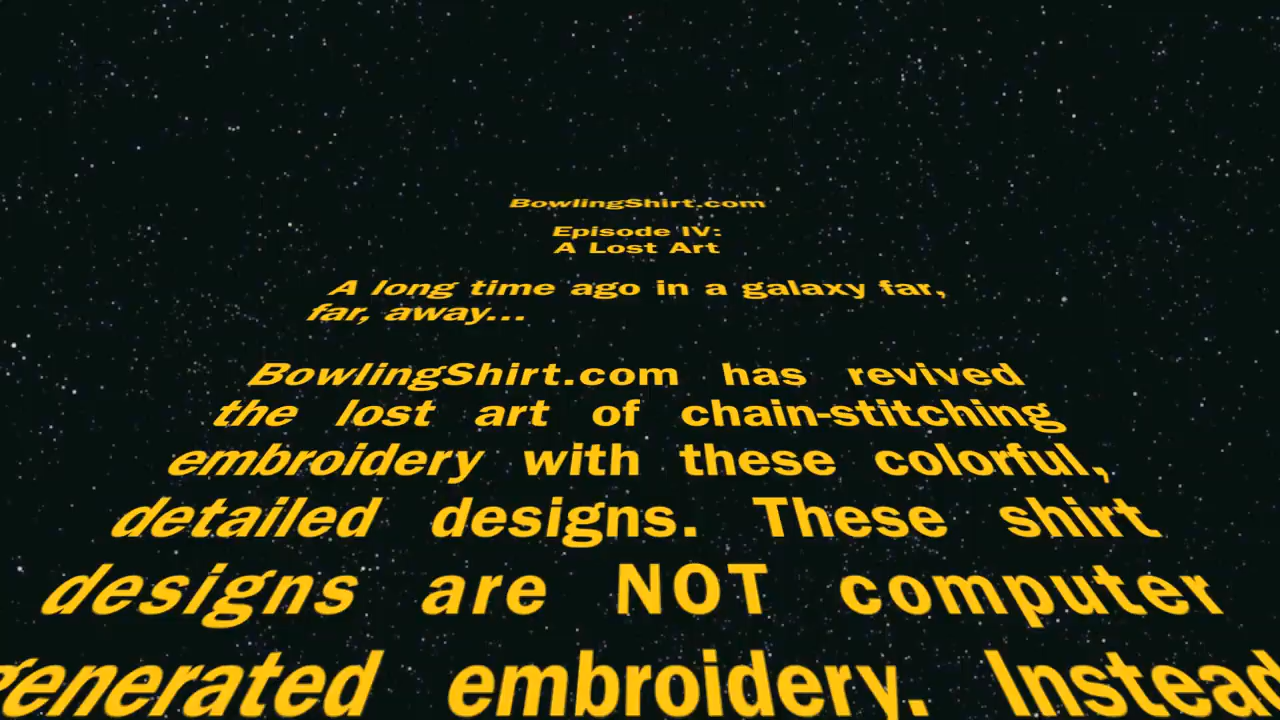 BowlingShirt.com
Episode IV:
A Lost Art
A long time ago in a galaxy far,
far, away...
BowlingShirt.com has revived
the lost art of chain-stitching
embroidery with these colorful,
detailed designs. These shirt
designs are NOT computer
generated embroidery. Instead